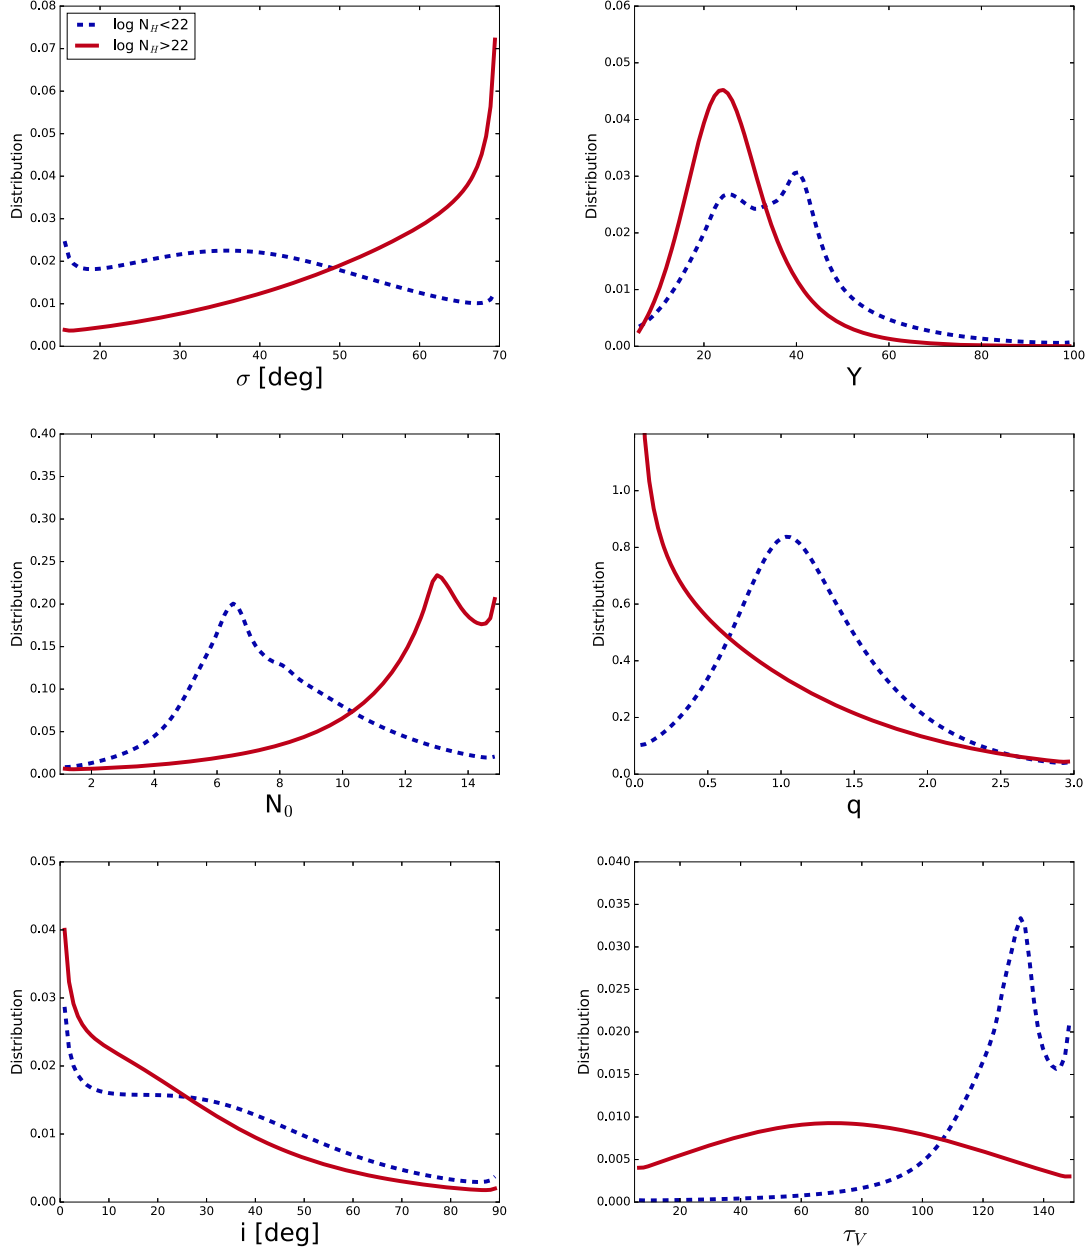 0.08
0.07
0.06
0.05
0.04
0.03
0.02
0.01
0.00
Distribution
log N_H<22
log N_H>22
20 30 40 50 60 70
σ [deg]
0.06
0.05
0.04
0.03
0.02
0.01
0.00
Distribution
20 40 60 80 100
Y
0.40
0.35
0.30
0.25
0.20
0.15
0.10
0.05
0.00
Distribution
2 4 6 8 10 12 14
N_0
1.0
0.8
0.6
0.4
0.2
0.0
Distribution
0.0 0.5 1.0 1.5 2.0 2.5 3.0
q
0.05
0.04
0.03
0.02
0.01
0.00
Distribution
0 10 20 30 40 50 60 70 80 90
i [deg]
0.040
0.035
0.030
0.025
0.020
0.015
0.010
0.005
0.000
Distribution
20 40 60 80 100 120 140
τ_V